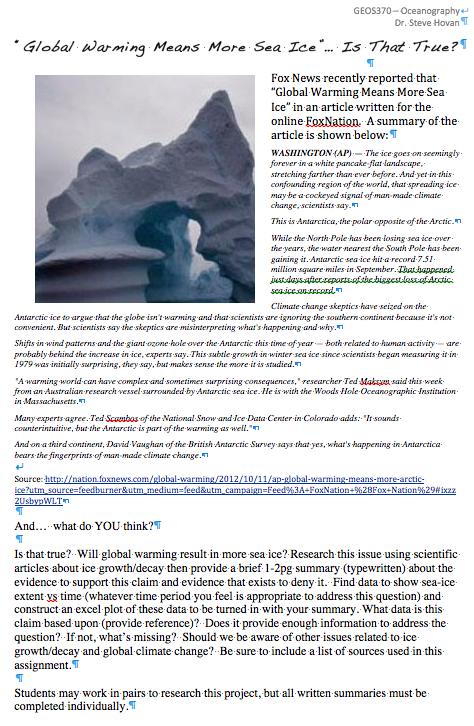 GEOS370 – Oceanography
Dr. Steve Hovan
"Global Warming Means More Sea Ice"... Is That True?
Fox News recently reported that
"Global Warming Means More Sea
Ice" in an article written for the
online FoxNation. A summary of the
article is shown below:
WASHINGTON (AP) — The ice goes on seemingly
forever in a white pancake-flat landscape,
stretching farther than ever before. And yet in this
confounding region of the world, that spreading ice
may be a cockeyed signal of man-made climate
change, scientists say.
This is Antarctica, the polar opposite of the Arctic.
While the North Pole has been losing sea ice over
the years, the water nearest the South Pole has been
gaining it. Antarctic sea ice hit a record 7.51
million square miles in September. That happened
just days after reports of the biggest loss of Arctic
sea ice on record.
Climate change skeptics have seized on the
Antarctic ice to argue that the globe isn't warming and that scientists are ignoring the southern continent because it's not
convenient. But scientists say the skeptics are misinterpreting what's happening and why.
Shifts in wind patterns and the giant ozone hole over the Antarctic this time of year — both related to human activity — are
probably behind the increase in ice, experts say. This subtle growth in winter sea ice since scientists began measuring it in
1979 was initially surprising, they say, but makes sense the more it is studied.
"A warming world can have complex and sometimes surprising consequences," researcher Ted Maksym said this week
from an Australian research vessel surrounded by Antarctic sea ice. He is with the Woods Hole Oceanographic Institution
in Massachusetts.
Many experts agree. Ted Scambos of the National Snow and Ice Data Center in Colorado adds: "It sounds
counterintuitive, but the Antarctic is part of the warming as well."
And on a third continent, David Vaughan of the British Antarctic Survey says that yes, what's happening in Antarctica
bears the fingerprints of man-made climate change.
Source: http://nation.foxnews.com/global-warming/2012/10/11/ap-global-warming-means-more-arctic-
ice?utm_source=feedburner&utm_medium=feed&utm_campaign=Feed%3A+FoxNation+%28Fox+Nation%29#ixzz
2UsbypWLT
And... what do YOU think?
Is that true? Will global warming result in more sea ice? Research this issue using scientific
articles about ice growth/decay then provide a brief 1-2pg summary (typewritten) about the
evidence to support this claim and evidence that exists to deny it. Find data to show sea-ice
extent vs time (whatever time period you feel is appropriate to address this question) and
construct an excel plot of these data to be turned in with your summary. What data is this
claim based upon (provide reference)? Does it provide enough information to address the
question? If not, what's missing? Should we be aware of other issues related to ice
growth/decay and global climate change? Be sure to include a list of sources used in this
assignment.
Students may work in pairs to research this project, but all written summaries must be
completed individually.